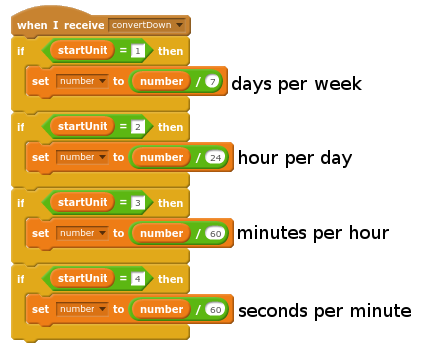 when I receive convertDown
if startUnit = 1 then
set number to number / 7 days per week
if startUnit = 2 then
set number to number / 24 hour per day
if startUnit = 3 then
set number to number / 60 minutes per hour
if startUnit = 4 then
set number to number / 60 seconds per minute